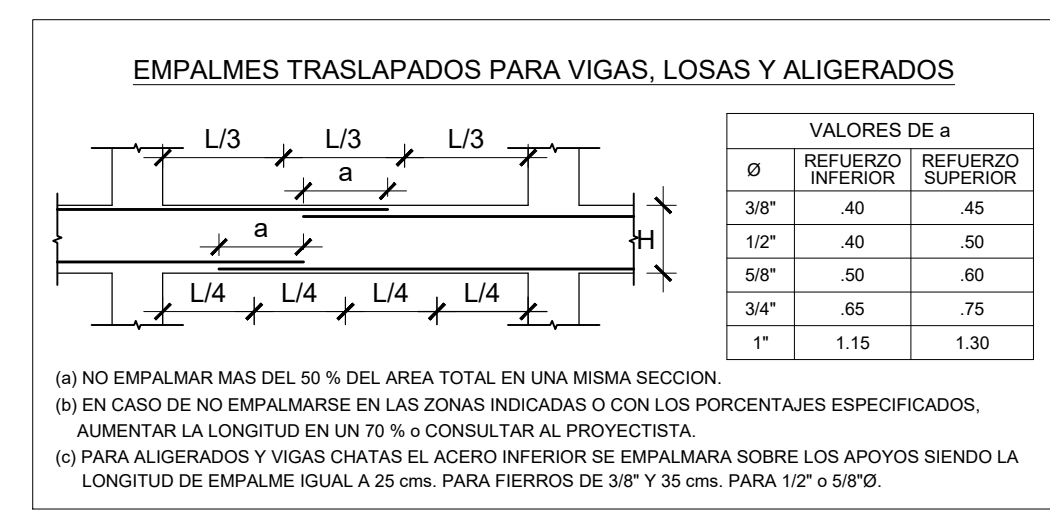 EMPALMES TRASLAPADOS PARA VIGAS, LOSAS Y ALIGERADOS
L/3 L/3 L/3
a
a
H
L/4 L/4 L/4 L/4
VALORES DE a
Ø REFUERZO INFERIOR REFUERZO SUPERIOR
3/8" .40 .45
1/2" .40 .50
5/8" .50 .60
3/4" .65 .75
1" 1.15 1.30
(a) NO EMPALMAR MAS DEL 50 % DEL AREA TOTAL EN UNA MISMA SECCION.
(b) EN CASO DE NO EMPALMARSE EN LAS ZONAS INDICADAS O CON LOS PORCENTAJES ESPECIFICADOS,
AUMENTAR LA LONGITUD EN UN 70 % o CONSULTAR AL PROYECTISTA.
(c) PARA ALIGERADOS Y VIGAS CHATAS EL ACERO INFERIOR SE EMPALMARA SOBRE LOS APOYOS SIENDO LA
LONGITUD DE EMPALME IGUAL A 25 cms. PARA FIERROS DE 3/8" Y 35 cms. PARA 1/2" o 5/8"Ø.